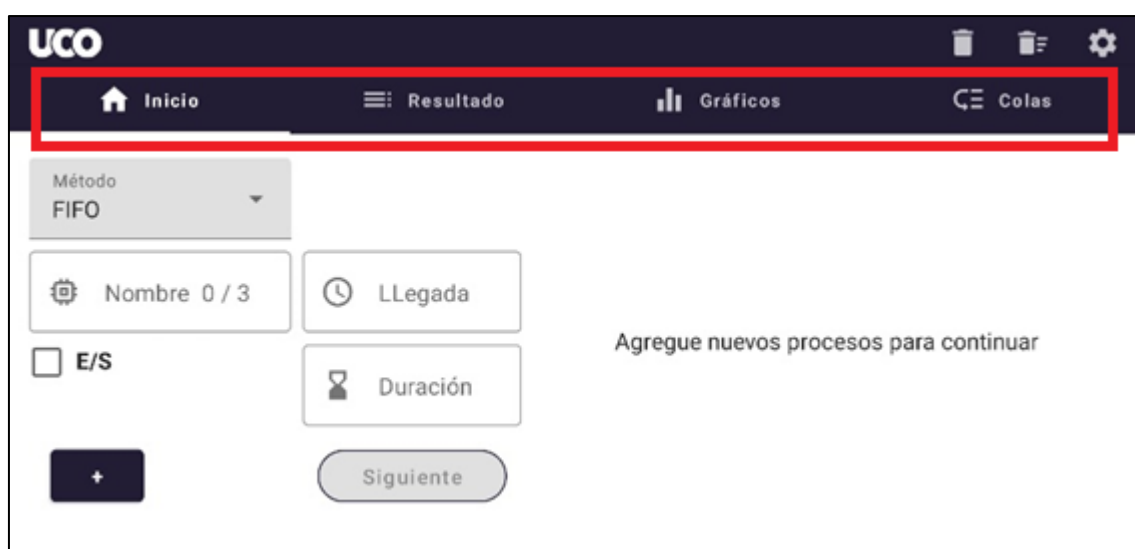 UCO
Inicio
Resultado
Gráficos
Colas
Método
FIFO
Nombre 0 / 3
LLegada
E/S
Duración
Agregue nuevos procesos para continuar
+
Siguiente